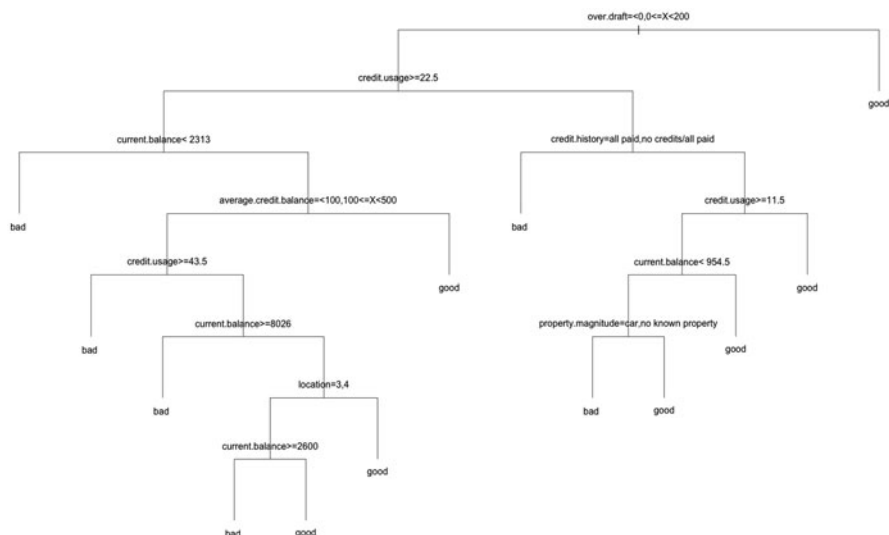 over.draft=<0,0<=X<200
credit.usage>=22.5
good
current.balance< 2313
credit.history=all paid,no credits/all paid
bad
average.credit.balance=<100,100<=X<500
bad
credit.usage>=11.5
credit.usage>=43.5
good
current.balance< 954.5
good
bad
current.balance>=8026
property.magnitude=car,no known property
good
bad
location=3,4
bad
good
current.balance>=2600
good
bad
good